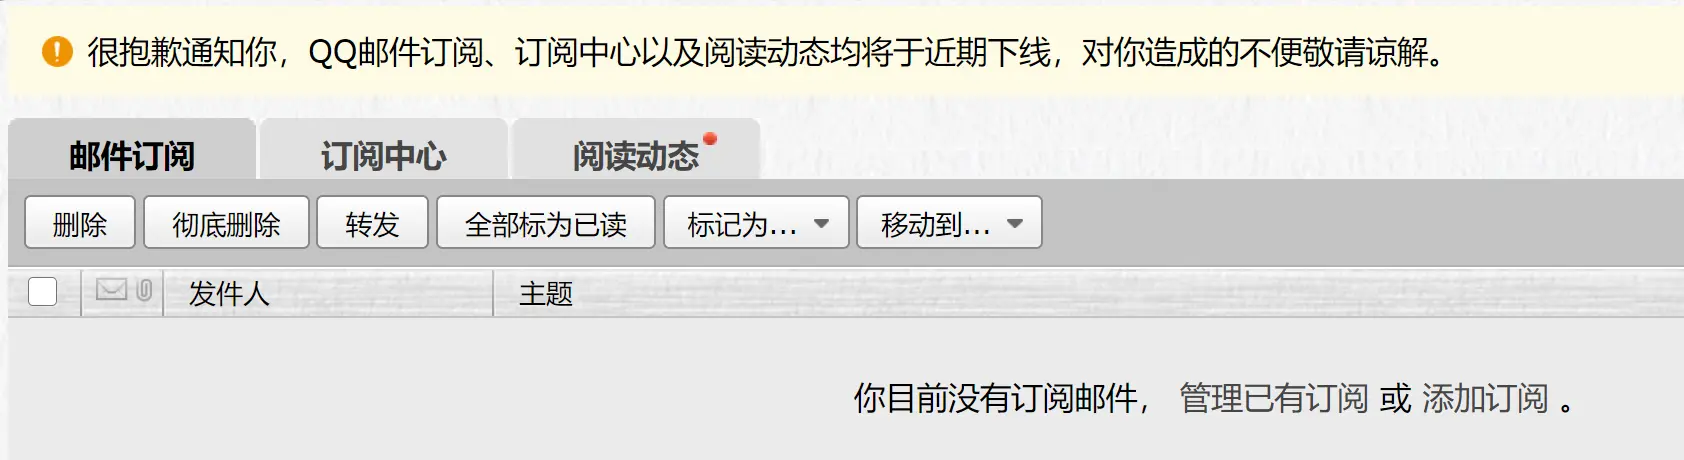 很抱歉通知你，QQ邮件订阅、订阅中心以及阅读动态均将于近期下线，对你造成的不便敬请谅解。
邮件订阅 订阅中心 阅读动态
删除 彻底删除 转发 全部标为已读 标记为... 移动到...
发件人 主题
你目前没有订阅邮件， 管理已有订阅 或 添加订阅 。